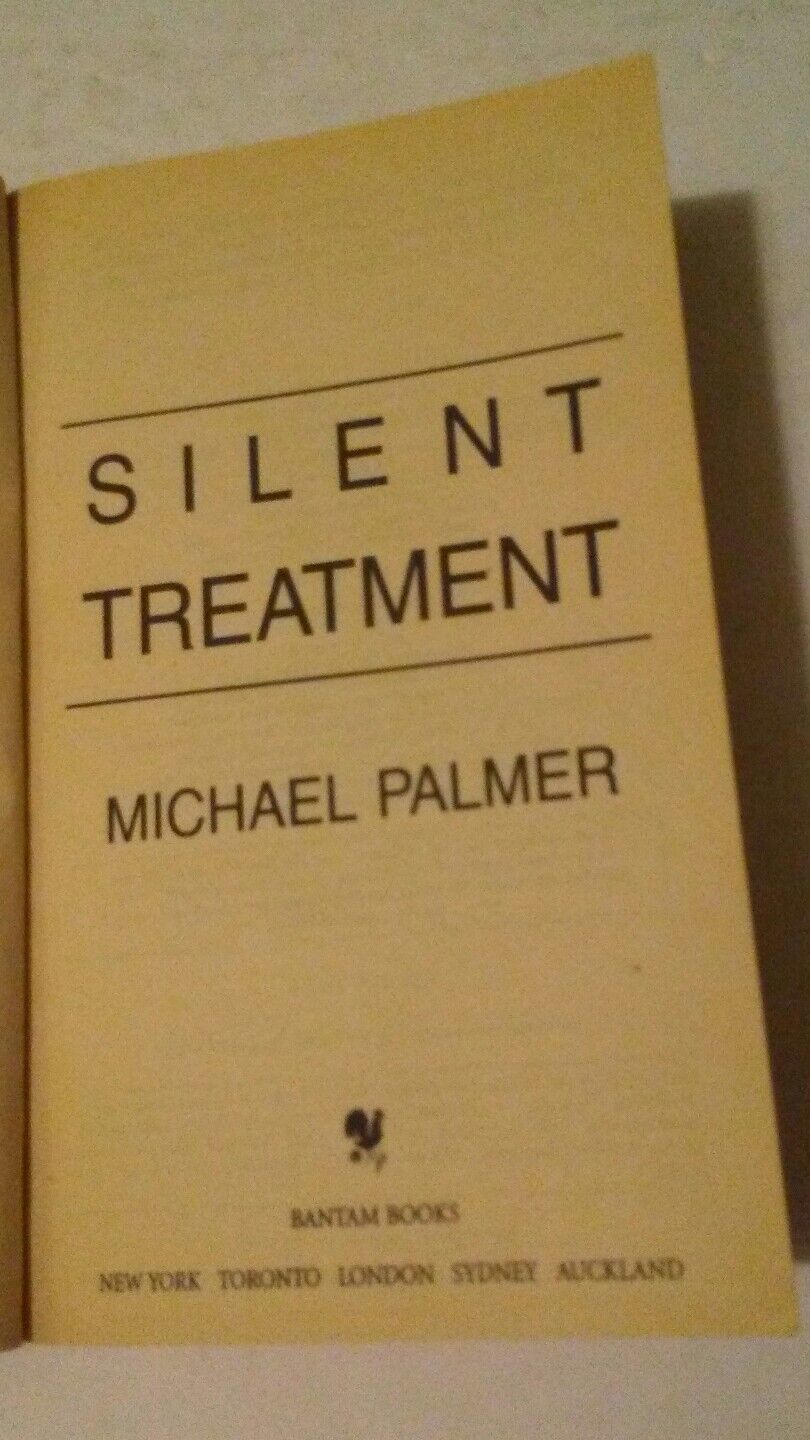 SILENT
TREATMENT
MICHAEL PALMER
BANTAM BOOKS
NEW YORK TORONTO LONDON SYDNEY AUCKLAND